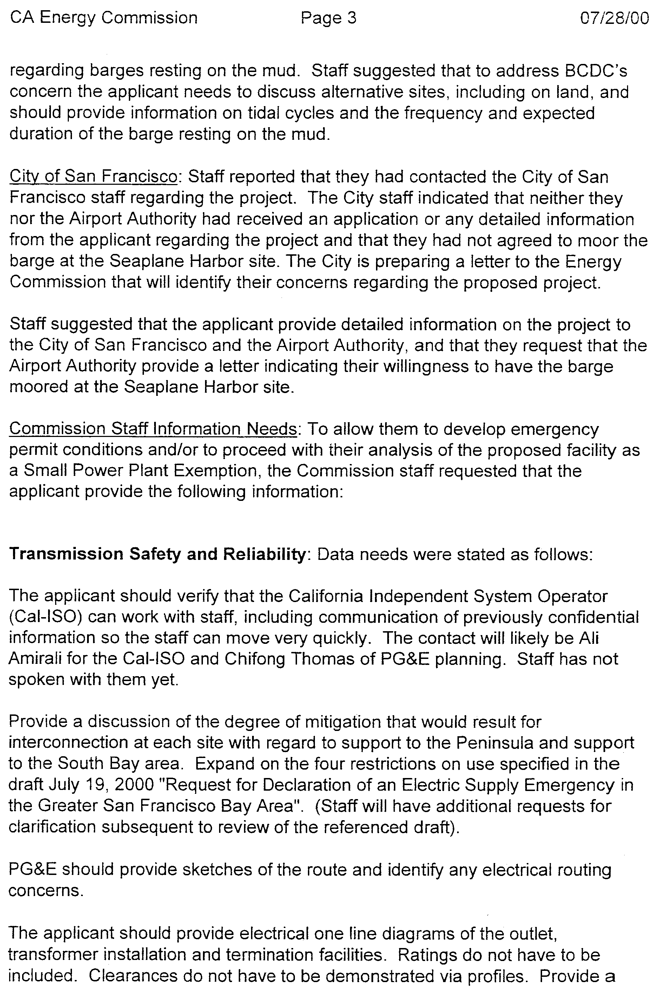 CA Energy Commission Page 3 07/28/00
regarding barges resting on the mud. Staff suggested that to address BCDC's
concern the applicant needs to discuss alternative sites, including on land, and
should provide information on tidal cycles and the frequency and expected
duration of the barge resting on the mud.
City of San Francisco: Staff reported that they had contacted the City of San
Francisco staff regarding the project. The City staff indicated that neither they
nor the Airport Authority had received an application or any detailed information
from the applicant regarding the project and that they had not agreed to moor the
barge at the Seaplane Harbor site. The City is preparing a letter to the Energy
Commission that will identify their concerns regarding the proposed project.
Staff suggested that the applicant provide detailed information on the project to
the City of San Francisco and the Airport Authority, and that they request that the
Airport Authority provide a letter indicating their willingness to have the barge
moored at the Seaplane Harbor site.
Commission Staff Information Needs: To allow them to develop emergency
permit conditions and/or to proceed with their analysis of the proposed facility as
a Small Power Plant Exemption, the Commission staff requested that the
applicant provide the following information:
Transmission Safety and Reliability: Data needs were stated as follows:
The applicant should verify that the California Independent System Operator
(Cal-ISO) can work with staff, including communication of previously confidential
information so the staff can move very quickly. The contact will likely be Ali
Amirali for the Cal-ISO and Chifong Thomas of PG&E planning. Staff has not
spoken with them yet.
Provide a discussion of the degree of mitigation that would result for
interconnection at each site with regard to support to the Peninsula and support
to the South Bay area. Expand on the four restrictions on use specified in the
draft July 19, 2000 "Request for Declaration of an Electric Supply Emergency in
the Greater San Francisco Bay Area". (Staff will have additional requests for
clarification subsequent to review of the referenced draft).
PG&E should provide sketches of the route and identify any electrical routing
concerns.
The applicant should provide electrical one line diagrams of the outlet,
transformer installation and termination facilities. Ratings do not have to be
included. Clearances do not have to be demonstrated via profiles. Provide a